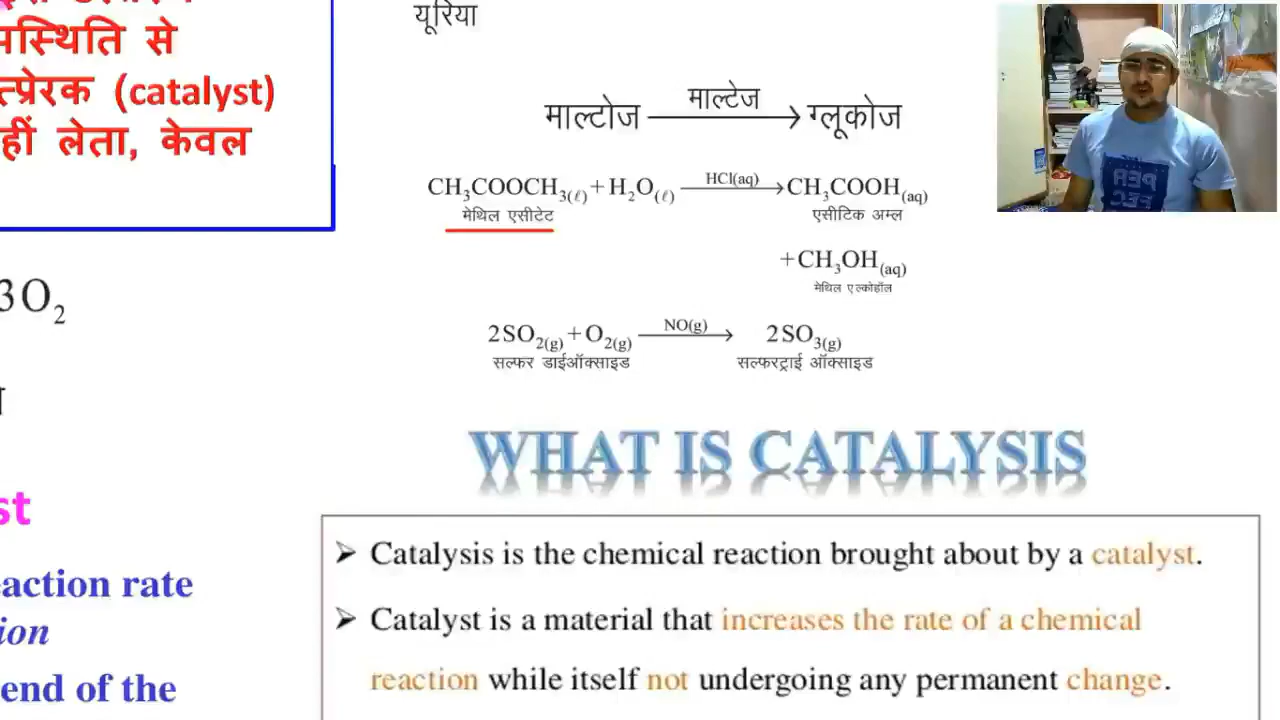 यूरिया
पस्थिति से
त्प्रेरक (catalyst)
हीं लेता, केवल
माल्टोज माल्टेज ग्लूकोज
CH₃COOCH₃(ℓ) + H₂O(ℓ) HCl(aq) CH₃COOH(aq)
मेथिल एसीटेट एसीटिक अम्ल
+CH₃OH(aq)
मेथिल एल्कोहॉल
3O₂
2SO₂(g) + O₂(g) NO(g) 2SO₃(g)
सल्फर डाईऑक्साइड सल्फरट्राई ऑक्साइड
WHAT IS CATALYSIS
st
eaction rate
ion
end of the
➢ Catalysis is the chemical reaction brought about by a catalyst.
➢ Catalyst is a material that increases the rate of a chemical
reaction while itself not undergoing any permanent change.